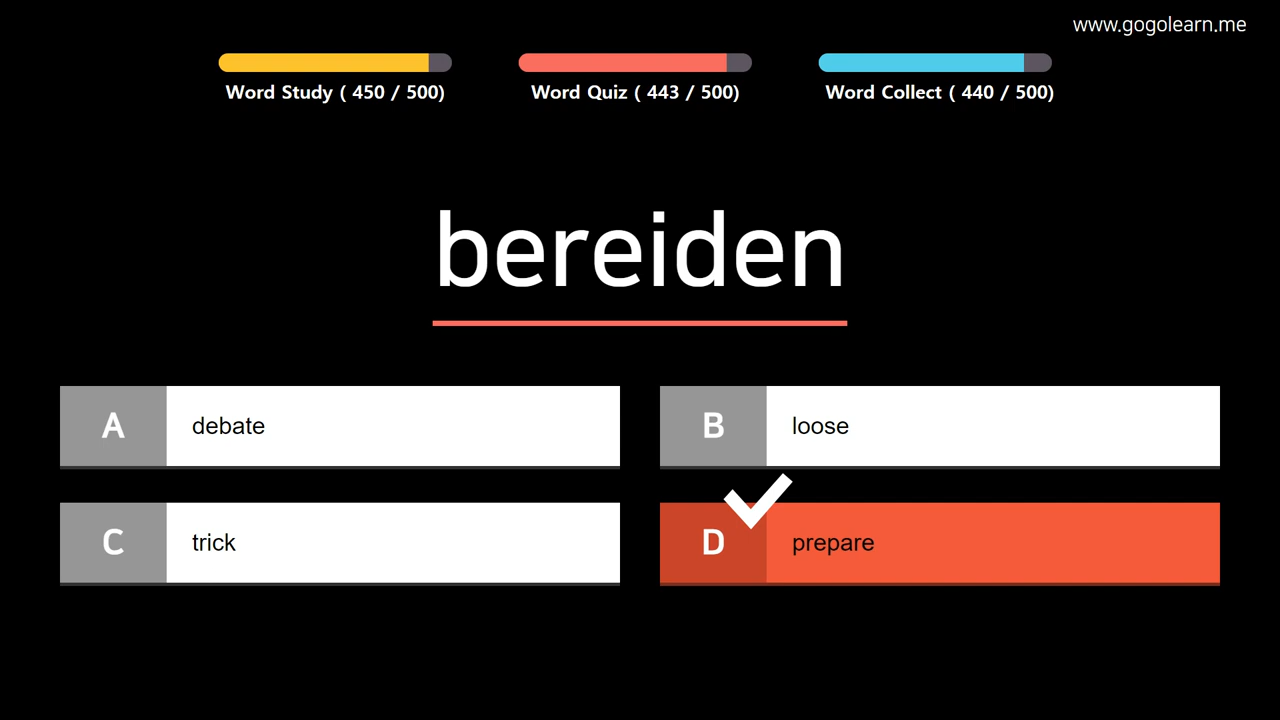 www.gogolearn.me
Word Study ( 450 / 500)
Word Quiz ( 443 / 500)
Word Collect ( 440 / 500)
bereiden
A debate
B loose
C trick
D prepare